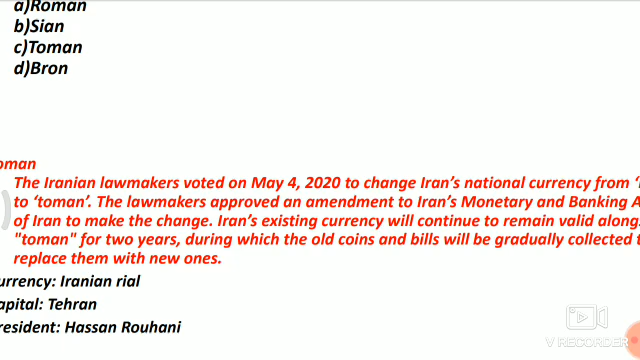 a)Roman
b)Sian
c)Toman
d)Bron
oman
The Iranian lawmakers voted on May 4, 2020 to change Iran's national currency from '
to 'toman'. The lawmakers approved an amendment to Iran's Monetary and Banking A
of Iran to make the change. Iran's existing currency will continue to remain valid along
"toman" for two years, during which the old coins and bills will be gradually collected t
replace them with new ones.
urrency: Iranian rial
apital: Tehran
resident: Hassan Rouhani
V RECORDER